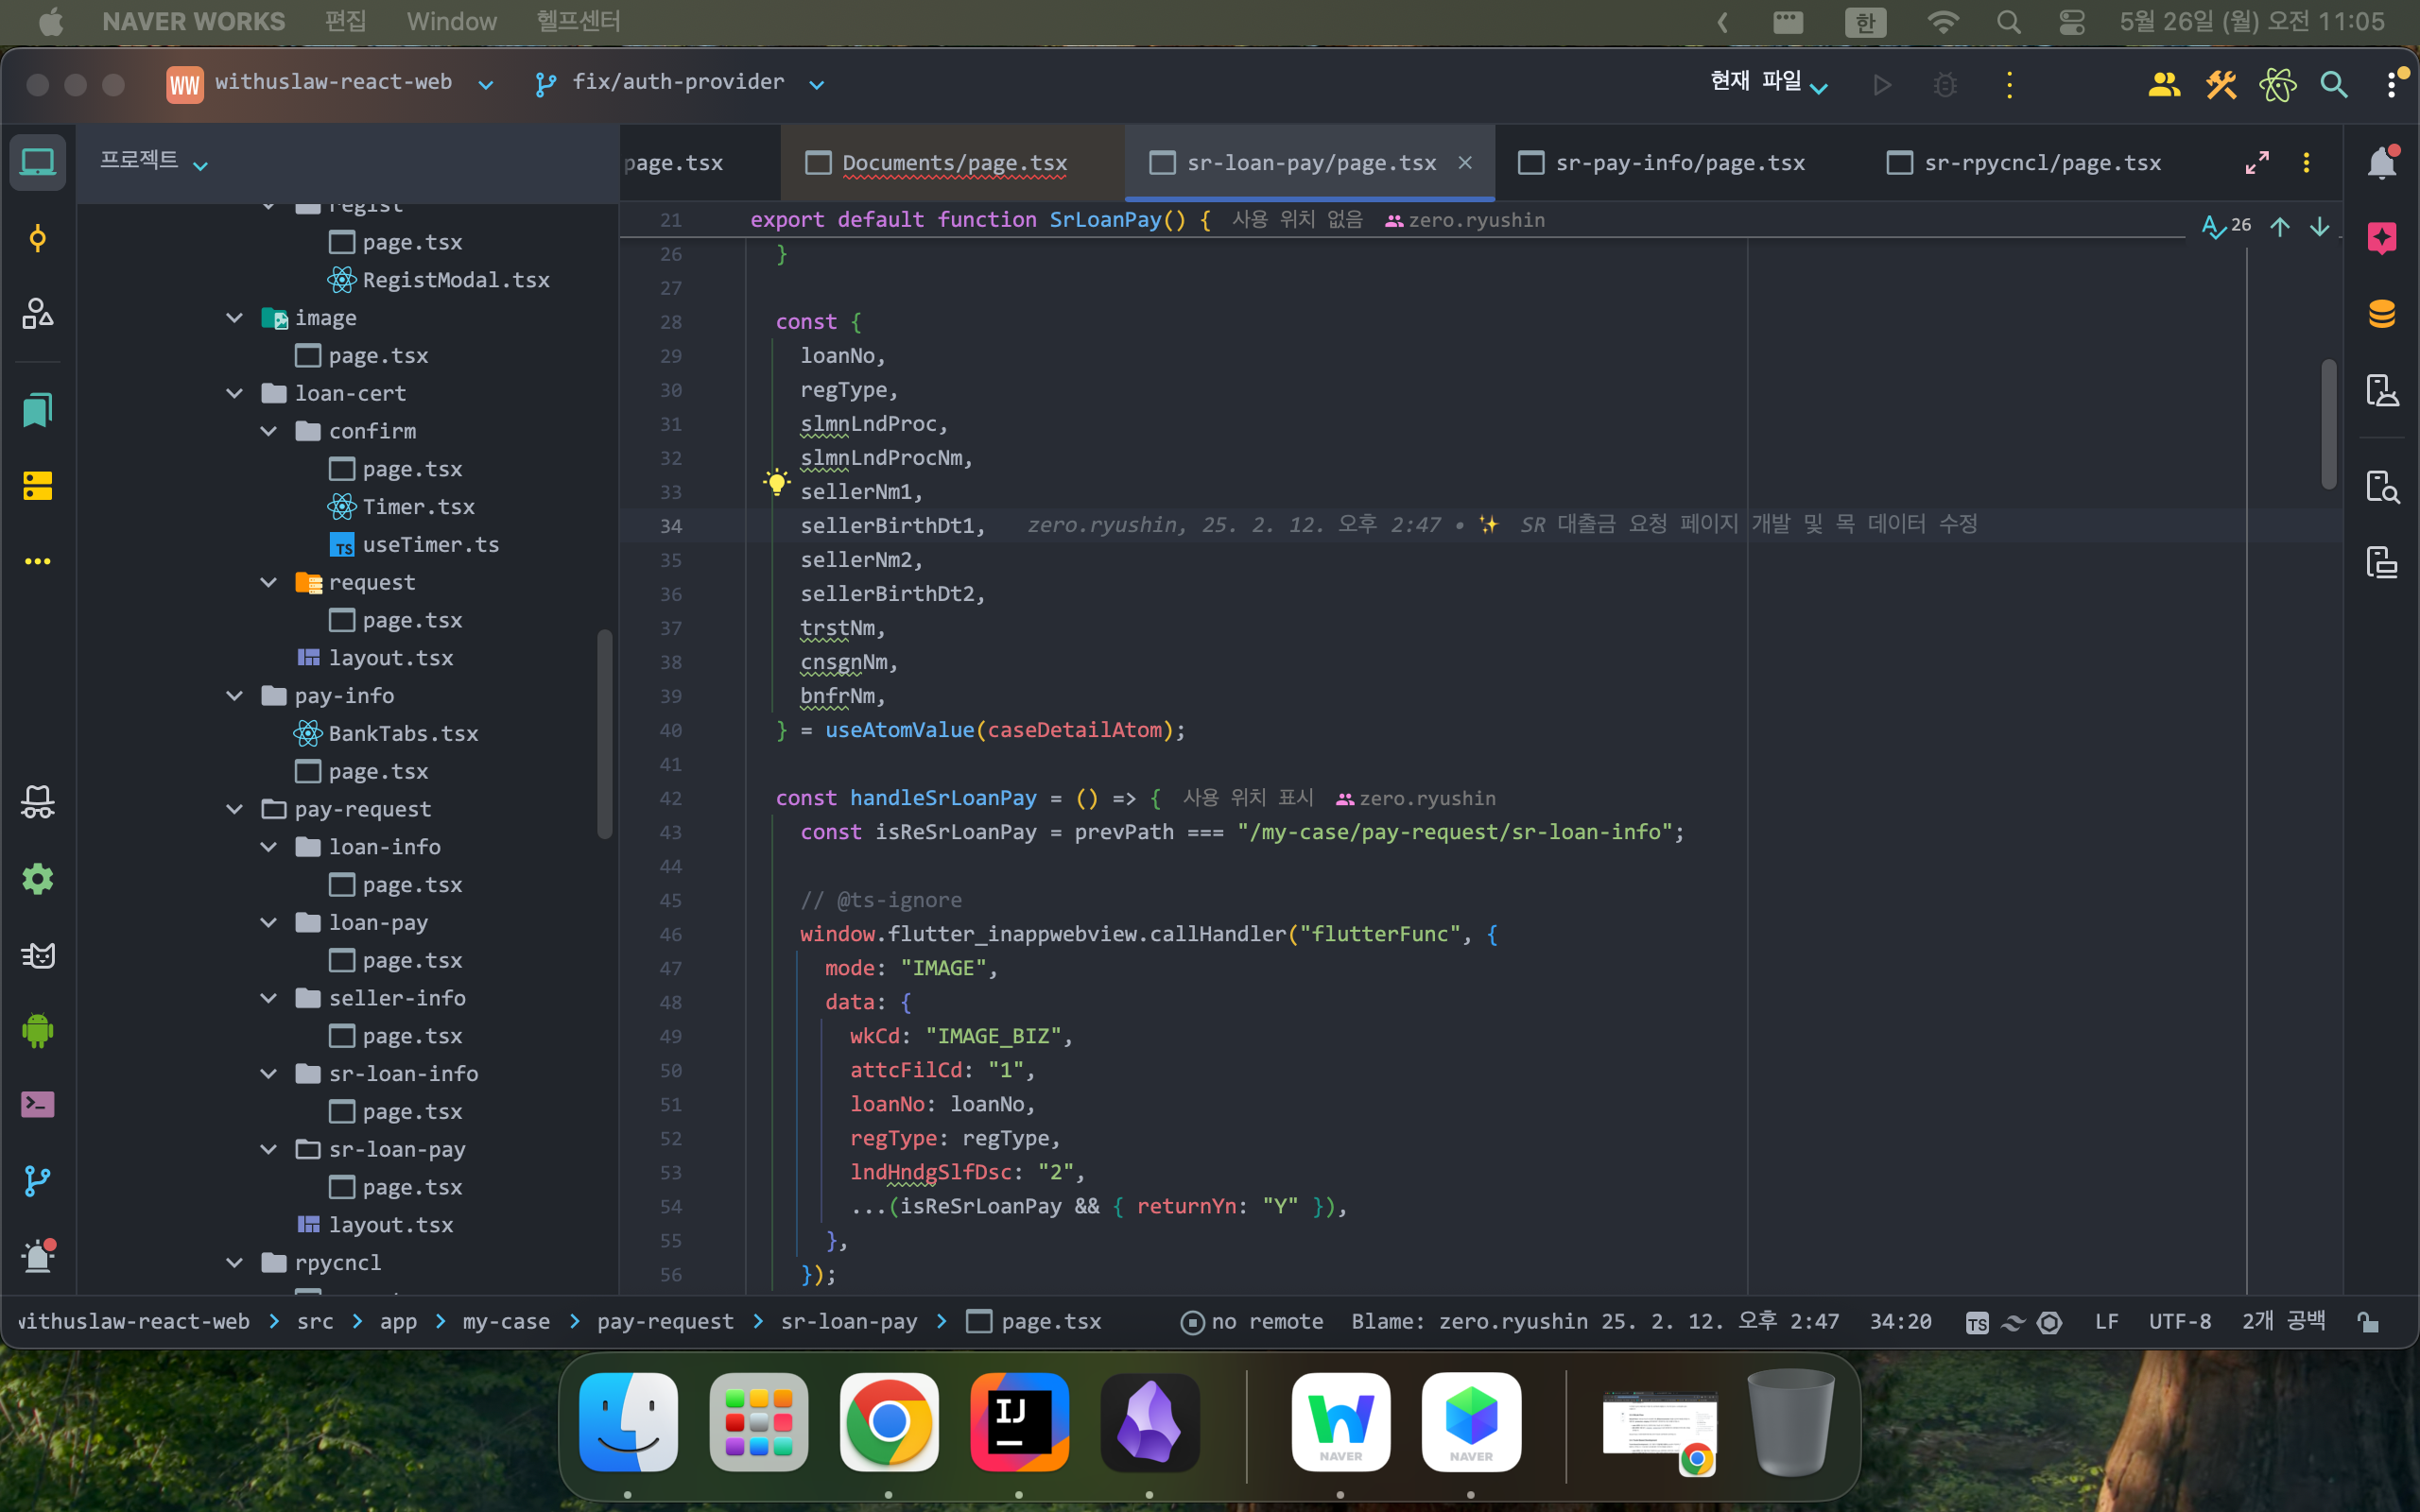 NAVER WORKS 편집 Window 헬프센터 한 5월 26일 (월) 오전 11:05
WW withuslaw-react-web fix/auth-provider 현재 파일
프로젝트
regist
page.tsx
RegistModal.tsx
image
page.tsx
loan-cert
confirm
page.tsx
Timer.tsx
TS useTimer.ts
request
page.tsx
layout.tsx
pay-info
BankTabs.tsx
page.tsx
pay-request
loan-info
page.tsx
loan-pay
page.tsx
seller-info
page.tsx
sr-loan-info
page.tsx
sr-loan-pay
page.tsx
layout.tsx
rpycncl
page.tsx Documents/page.tsx sr-loan-pay/page.tsx sr-pay-info/page.tsx sr-rpycncl/page.tsx
21 export default function SrLoanPay() { 사용 위치 없음 zero.ryushin 26
26 }
27
28 const {
29 loanNo,
30 regType,
31 slmnLndProc,
32 slmnLndProcNm,
33 sellerNm1,
34 sellerBirthDt1, zero.ryushin, 25. 2. 12. 오후 2:47 • ✨ SR 대출금 요청 페이지 개발 및 목 데이터 수정
35 sellerNm2,
36 sellerBirthDt2,
37 trstNm,
38 cnsgnNm,
39 bnfrNm,
40 } = useAtomValue(caseDetailAtom);
41
42 const handleSrLoanPay = () => { 사용 위치 표시 zero.ryushin
43 const isReSrLoanPay = prevPath === "/my-case/pay-request/sr-loan-info";
44
45 // @ts-ignore
46 window.flutter_inappwebview.callHandler("flutterFunc", {
47 mode: "IMAGE",
48 data: {
49 wkCd: "IMAGE_BIZ",
50 attcFilCd: "1",
51 loanNo: loanNo,
52 regType: regType,
53 lndHndgSlfDsc: "2",
54 ...(isReSrLoanPay && { returnYn: "Y" }),
55 },
56 });
withuslaw-react-web > src > app > my-case > pay-request > sr-loan-pay > page.tsx no remote Blame: zero.ryushin 25. 2. 12. 오후 2:47 34:20 TS LF UTF-8 2개 공백
IJ NAVER NAVER